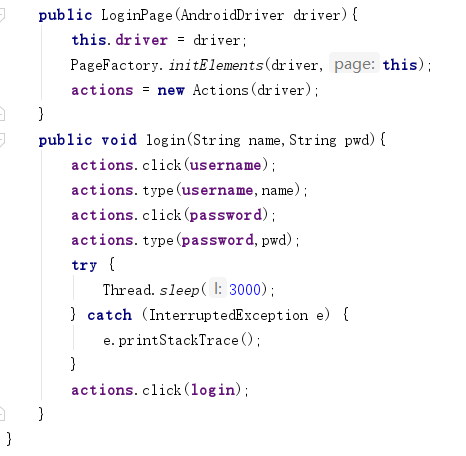 public LoginPage(AndroidDriver driver){
this.driver = driver;
PageFactory.initElements(driver, page: this);
actions = new Actions(driver);
}
public void login(String name,String pwd){
actions.click(username);
actions.type(username,name);
actions.click(password);
actions.type(password,pwd);
try {
Thread.sleep( l: 3000);
} catch (InterruptedException e) {
e.printStackTrace();
}
actions.click(login);
}
}